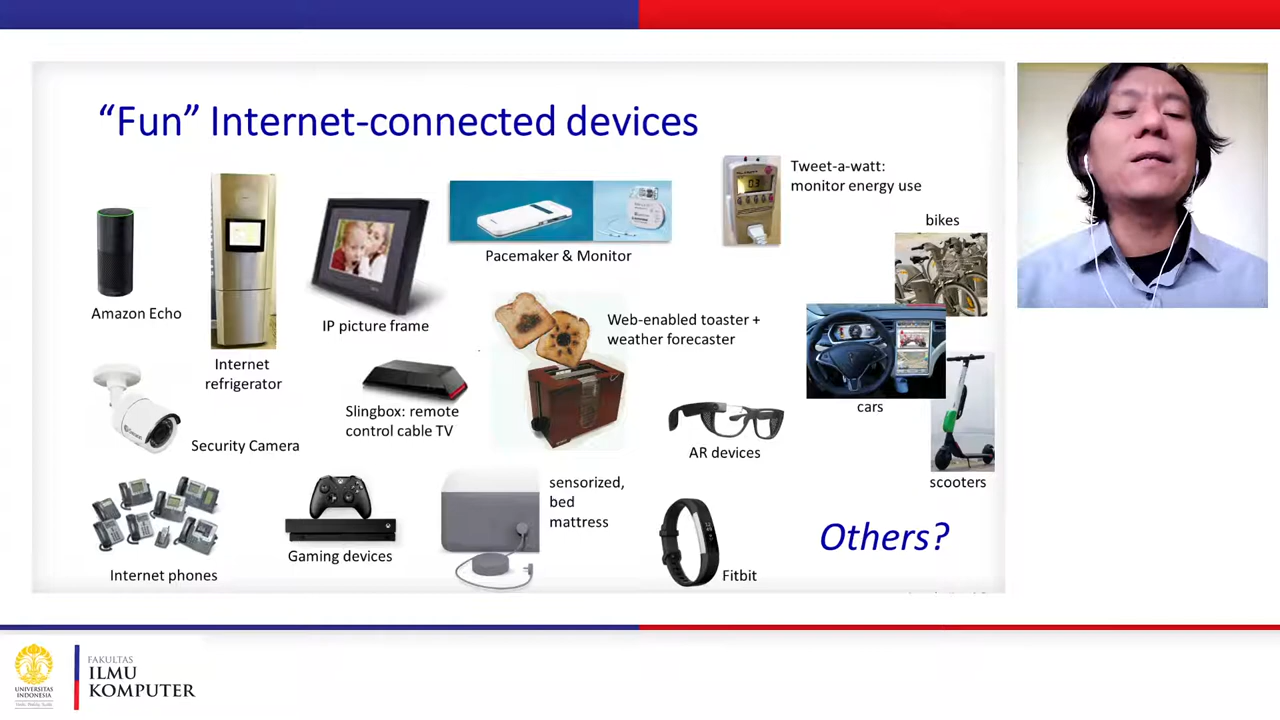 “Fun” Internet-connected devices
Tweet-a-watt:
monitor energy use
bikes
Pacemaker & Monitor
Amazon Echo
IP picture frame
Web-enabled toaster +
weather forecaster
Internet
refrigerator
Slingbox: remote
control cable TV
cars
Security Camera
AR devices
scooters
sensorized,
bed
mattress
Others?
Gaming devices
Internet phones
Fitbit
UNIVERSITAS
INDONESIA
FAKULTAS
ILMU
KOMPUTER